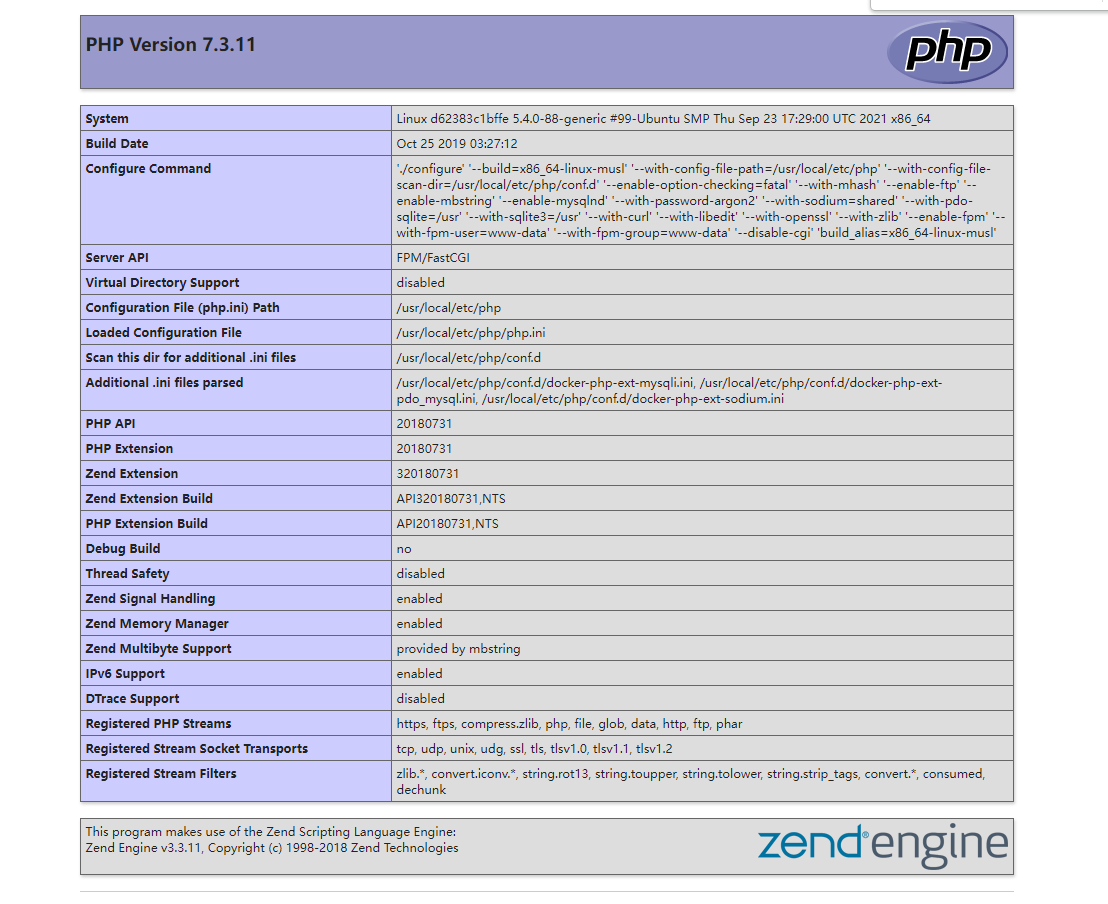 PHP Version 7.3.11
php
System Linux d62383c1bffe 5.4.0-88-generic #99-Ubuntu SMP Thu Sep 23 17:29:00 UTC 2021 x86_64
Build Date Oct 25 2019 03:27:12
Configure Command './configure' '--build=x86_64-linux-musl' '--with-config-file-path=/usr/local/etc/php' '--with-config-file-
scan-dir=/usr/local/etc/php/conf.d' '--enable-option-checking=fatal' '--with-mhash' '--enable-ftp' '--
enable-mbstring' '--enable-mysqlnd' '--with-password-argon2' '--with-sodium=shared' '--with-pdo-
sqlite=/usr' '--with-sqlite3=/usr' '--with-curl' '--with-libedit' '--with-openssl' '--with-zlib' '--enable-fpm' '--
with-fpm-user=www-data' '--with-fpm-group=www-data' '--disable-cgi' 'build_alias=x86_64-linux-musl'
Server API FPM/FastCGI
Virtual Directory Support disabled
Configuration File (php.ini) Path /usr/local/etc/php
Loaded Configuration File /usr/local/etc/php/php.ini
Scan this dir for additional .ini files /usr/local/etc/php/conf.d
Additional .ini files parsed /usr/local/etc/php/conf.d/docker-php-ext-mysqli.ini, /usr/local/etc/php/conf.d/docker-php-ext-
pdo_mysql.ini, /usr/local/etc/php/conf.d/docker-php-ext-sodium.ini
PHP API 20180731
PHP Extension 20180731
Zend Extension 320180731
Zend Extension Build API320180731,NTS
PHP Extension Build API20180731,NTS
Debug Build no
Thread Safety disabled
Zend Signal Handling enabled
Zend Memory Manager enabled
Zend Multibyte Support provided by mbstring
IPv6 Support enabled
DTrace Support disabled
Registered PHP Streams https, ftps, compress.zlib, php, file, glob, data, http, ftp, phar
Registered Stream Socket Transports tcp, udp, unix, udg, ssl, tls, tlsv1.0, tlsv1.1, tlsv1.2
Registered Stream Filters zlib.*, convert.iconv.*, string.rot13, string.toupper, string.tolower, string.strip_tags, convert.*, consumed,
dechunk
This program makes use of the Zend Scripting Language Engine:
Zend Engine v3.3.11, Copyright (c) 1998-2018 Zend Technologies
zend® engine